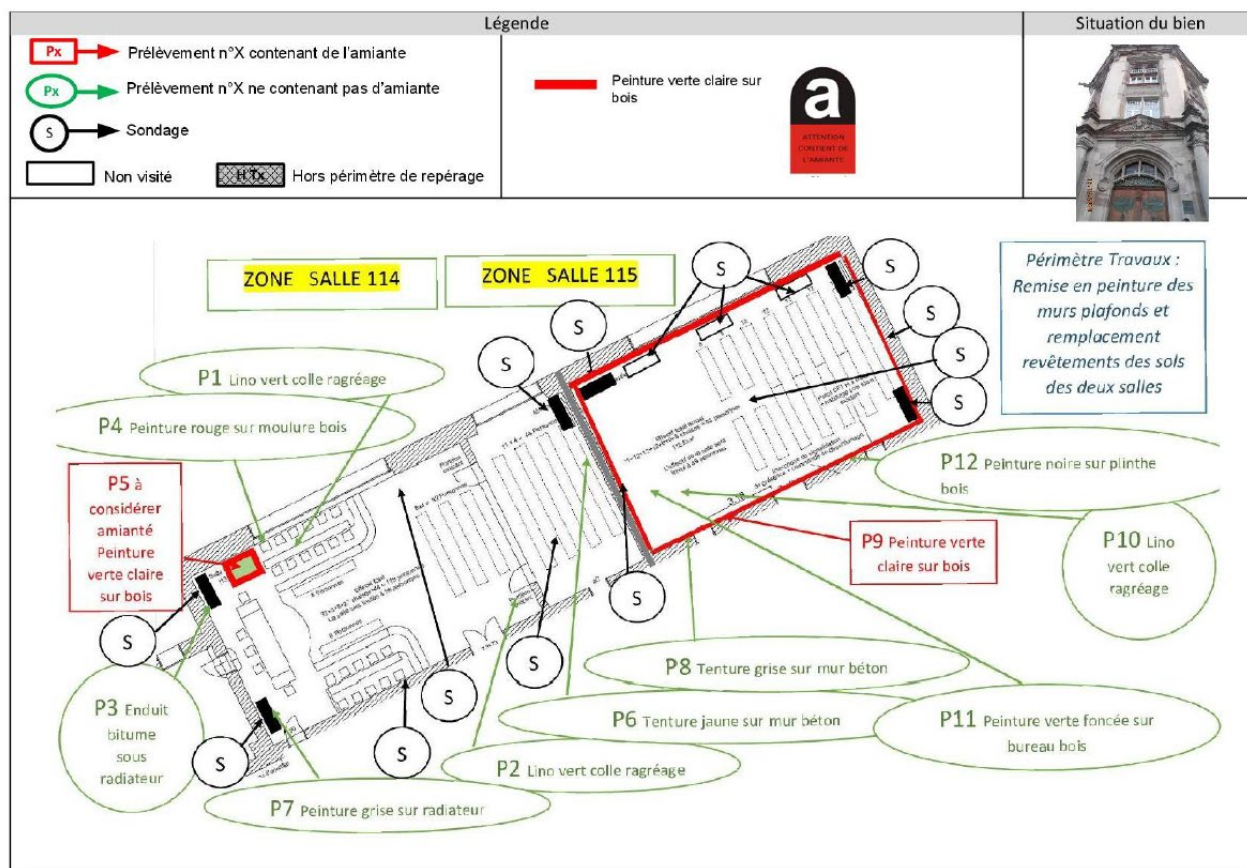 Légende
Situation du bien
Px
Prélèvement n°X contenant de l'amiante
Px
Prélèvement n°X ne contenant pas d'amiante
S
Sondage
Non visité
H Tx
Hors périmètre de repérage
Peinture verte claire sur
bois
a
ATTENTION
CONTIENT DE
L'AMIANTE
ZONE SALLE 114
ZONE SALLE 115
Périmètre Travaux :
Remise en peinture des
murs plafonds et
remplacement
revêtements des sols
des deux salles
S
S
S
S
S
S
S
S
S
S
S
S
S
S
P1 Lino vert colle ragréage
P4 Peinture rouge sur moulure bois
P5 à
considérer
amianté
Peinture
verte claire
sur bois
P12 Peinture noire sur plinthe
bois
P9 Peinture verte
claire sur bois
P10 Lino
vert colle
ragréage
P8 Tenture grise sur mur béton
P3 Enduit
bitume
sous
radiateur
P6 Tenture jaune sur mur béton
P11 Peinture verte foncée sur
bureau bois
P2 Lino vert colle ragréage
P7 Peinture grise sur radiateur